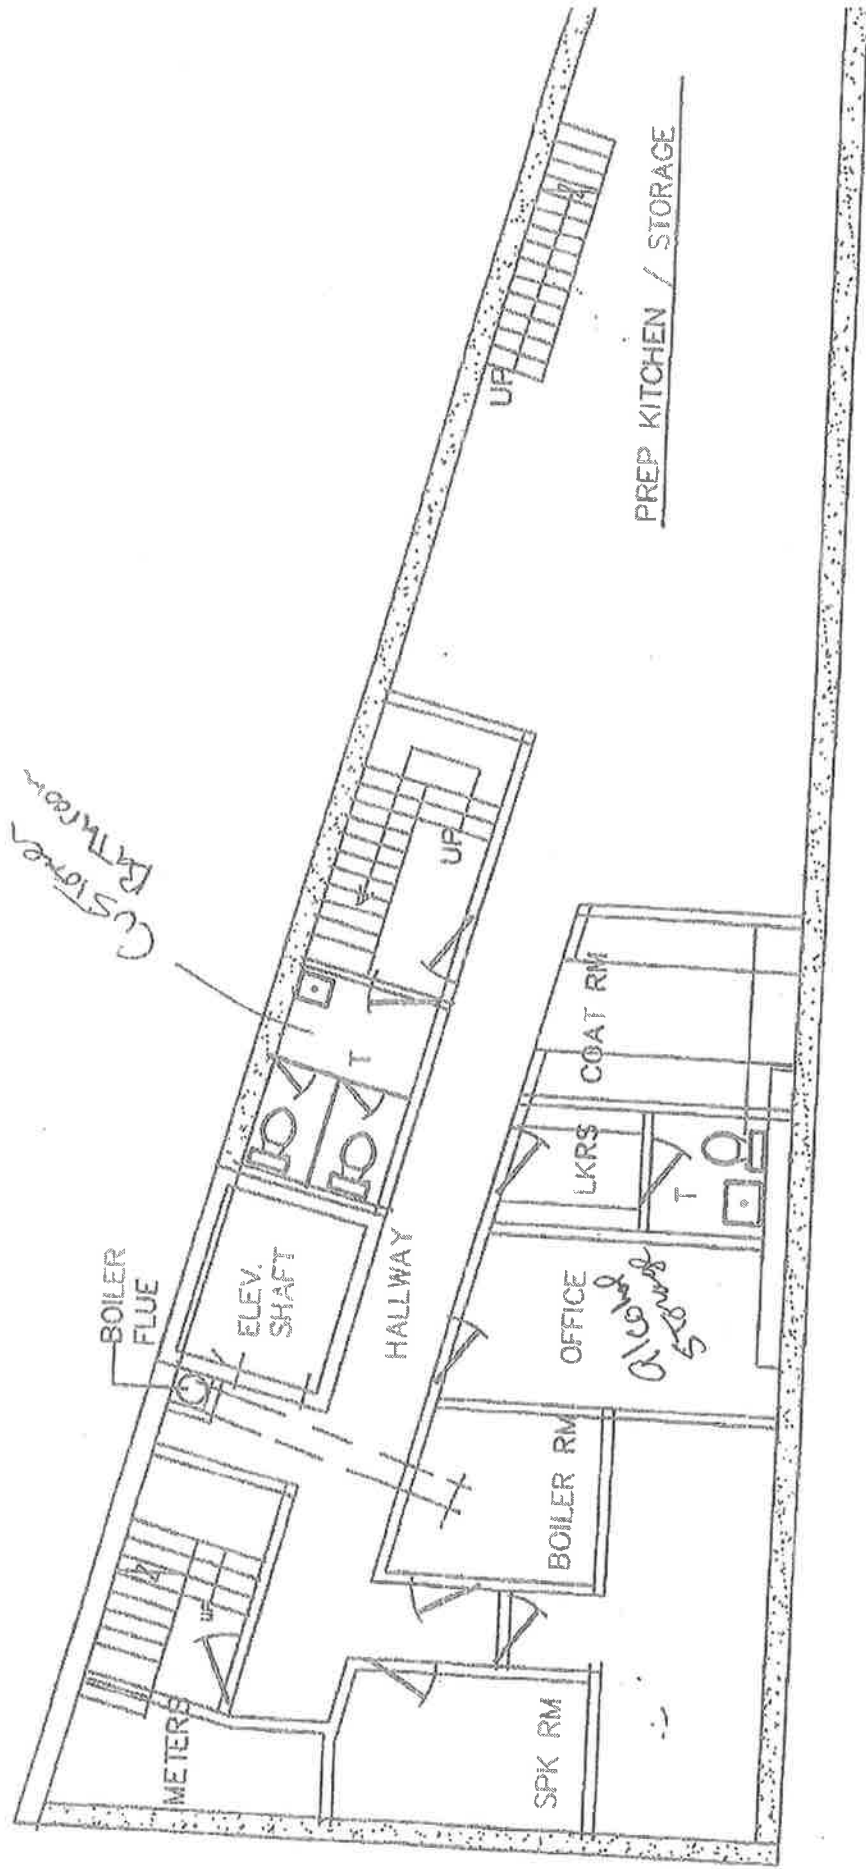 Customer
Bathroom
BOILER
FLUE
ELEV.
SHAFT
HALLWAY
T
UP
UP
PREP KITCHEN / STORAGE
METERS
UP
SPK RM
BOILER RM
OFFICE
Alcohol
Storage
LKRS
T
COAT RM